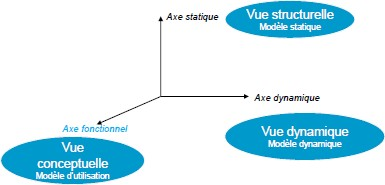 Axe statique
Vue structurelle
Modèle statique
Axe dynamique
Axe fonctionnel
Vue
conceptuelle
Modèle d'utilisation
Vue dynamique
Modèle dynamique